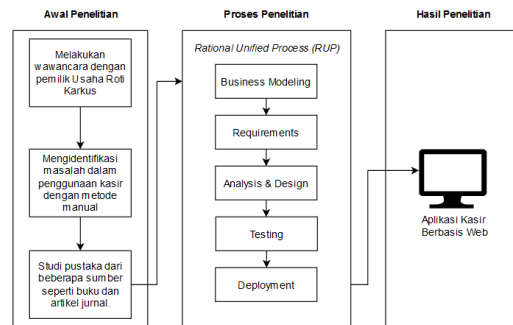 Awal Penelitian
Melakukan
wawancara dengan
pemilik Usaha Roti
Karkus
Mengidentifikasi
masalah dalam
penggunaan kasir
dengan metode
manual
Studi pustaka dari
beberapa sumber
seperti buku dan
artikel jurnal.
Proses Penelitian
Rational Unified Process (RUP)
Business Modeling
Requirements
Analysis & Design
Testing
Deployment
Hasil Penelitian
Aplikasi Kasir
Berbasis Web